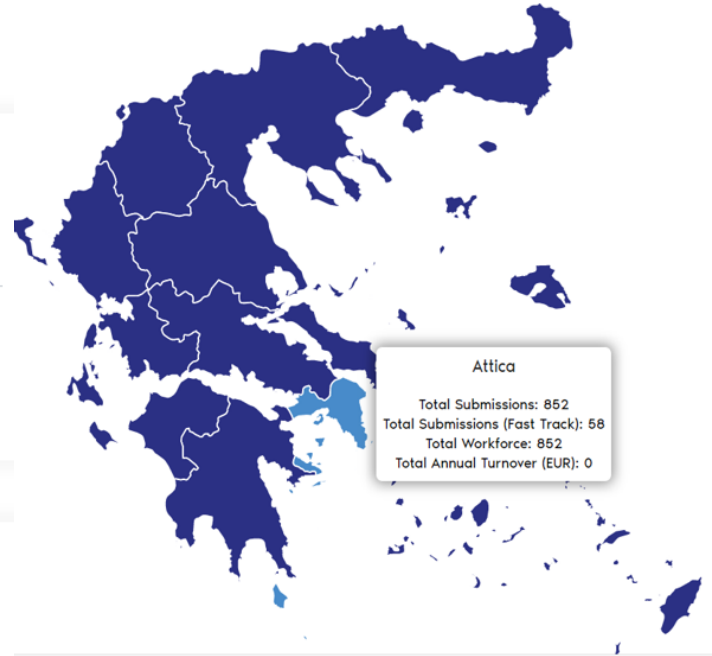 Attica
Total Submissions: 852
Total Submissions (Fast Track): 58
Total Workforce: 852
Total Annual Turnover (EUR): 0